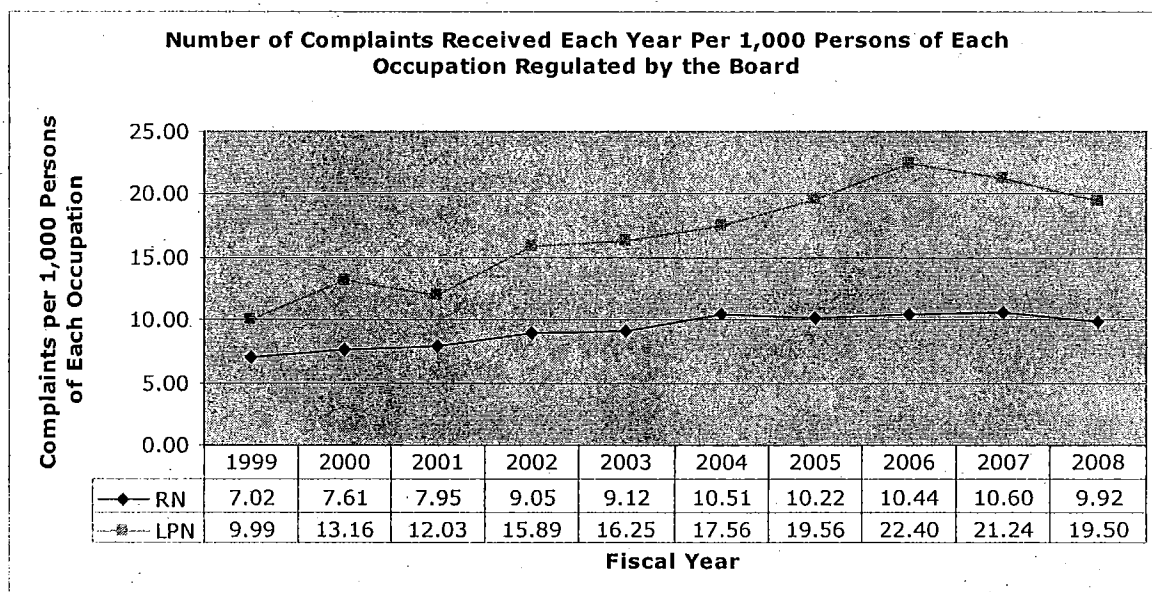 Number of Complaints Received Each Year Per 1,000 Persons of Each
Occupation Regulated by the Board
Complaints per 1,000 Persons
of Each Occupation
25.00
20.00
15.00
10.00
5.00
0.00
1999 2000 2001 2002 2003 2004 2005 2006 2007 2008
RN 7.02 7.61 7.95 9.05 9.12 10.51 10.22 10.44 10.60 9.92
LPN 9.99 13.16 12.03 15.89 16.25 17.56 19.56 22.40 21.24 19.50
Fiscal Year